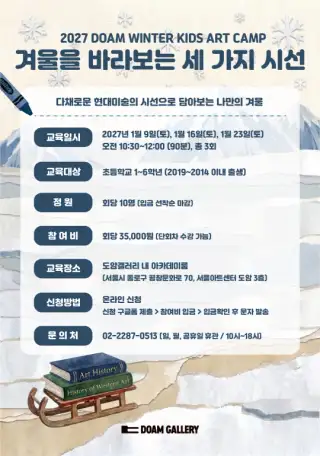 2027 DOAM WINTER KIDS ART CAMP
겨울을 바라보는 세 가지 시선
다채로운 현대미술의 시선으로 담아보는 나만의 겨울
교육일시
2027년 1월 9일(토), 1월 16일(토), 1월 23일(토)
오전 10:30~12:00 (90분), 총 3회
교육대상
초등학교 1~6학년 (2019~2014 이내 출생)
정 원
회당 10명 (입금 선착순 마감)
참 여 비
회당 35,000원 (단회차 수강 가능)
교육장소
도암갤러리 내 아카데미룸
(서울시 종로구 평창문화로 70, 서울아트센터 도암 3층)
신청방법
온라인 신청
신청 구글폼 제출 > 참여비 입금 > 입금확인 후 문자 발송
문 의 처
02-2287-0513 (일, 월, 공휴일 휴관 / 10시~18시)
Art History
History of Western Art
DOAM GALLERY